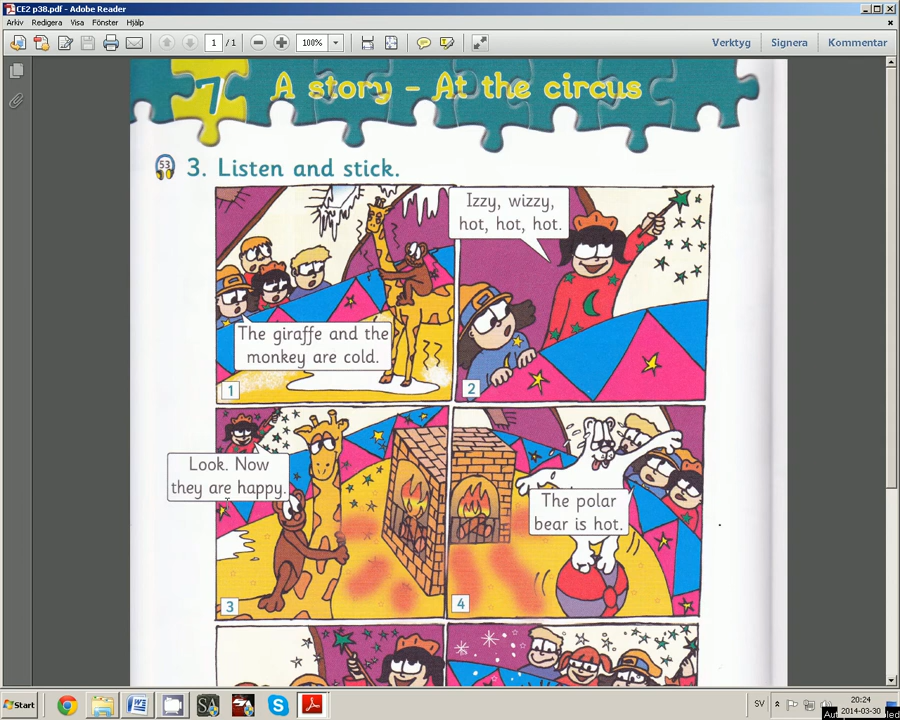 CE2 p38.pdf - Adobe Reader
Arkiv Redigera Visa Fönster Hjälp
1 / 1 100% Verktyg Signera Kommentar
7 A story - At the circus
53 3. Listen and stick.
Izzy, wizzy,
hot, hot, hot.
The giraffe and the
monkey are cold.
1
2
Look. Now
they are happy.
The polar
bear is hot.
3
4
Start
SA
SV
20:24
2014-03-30